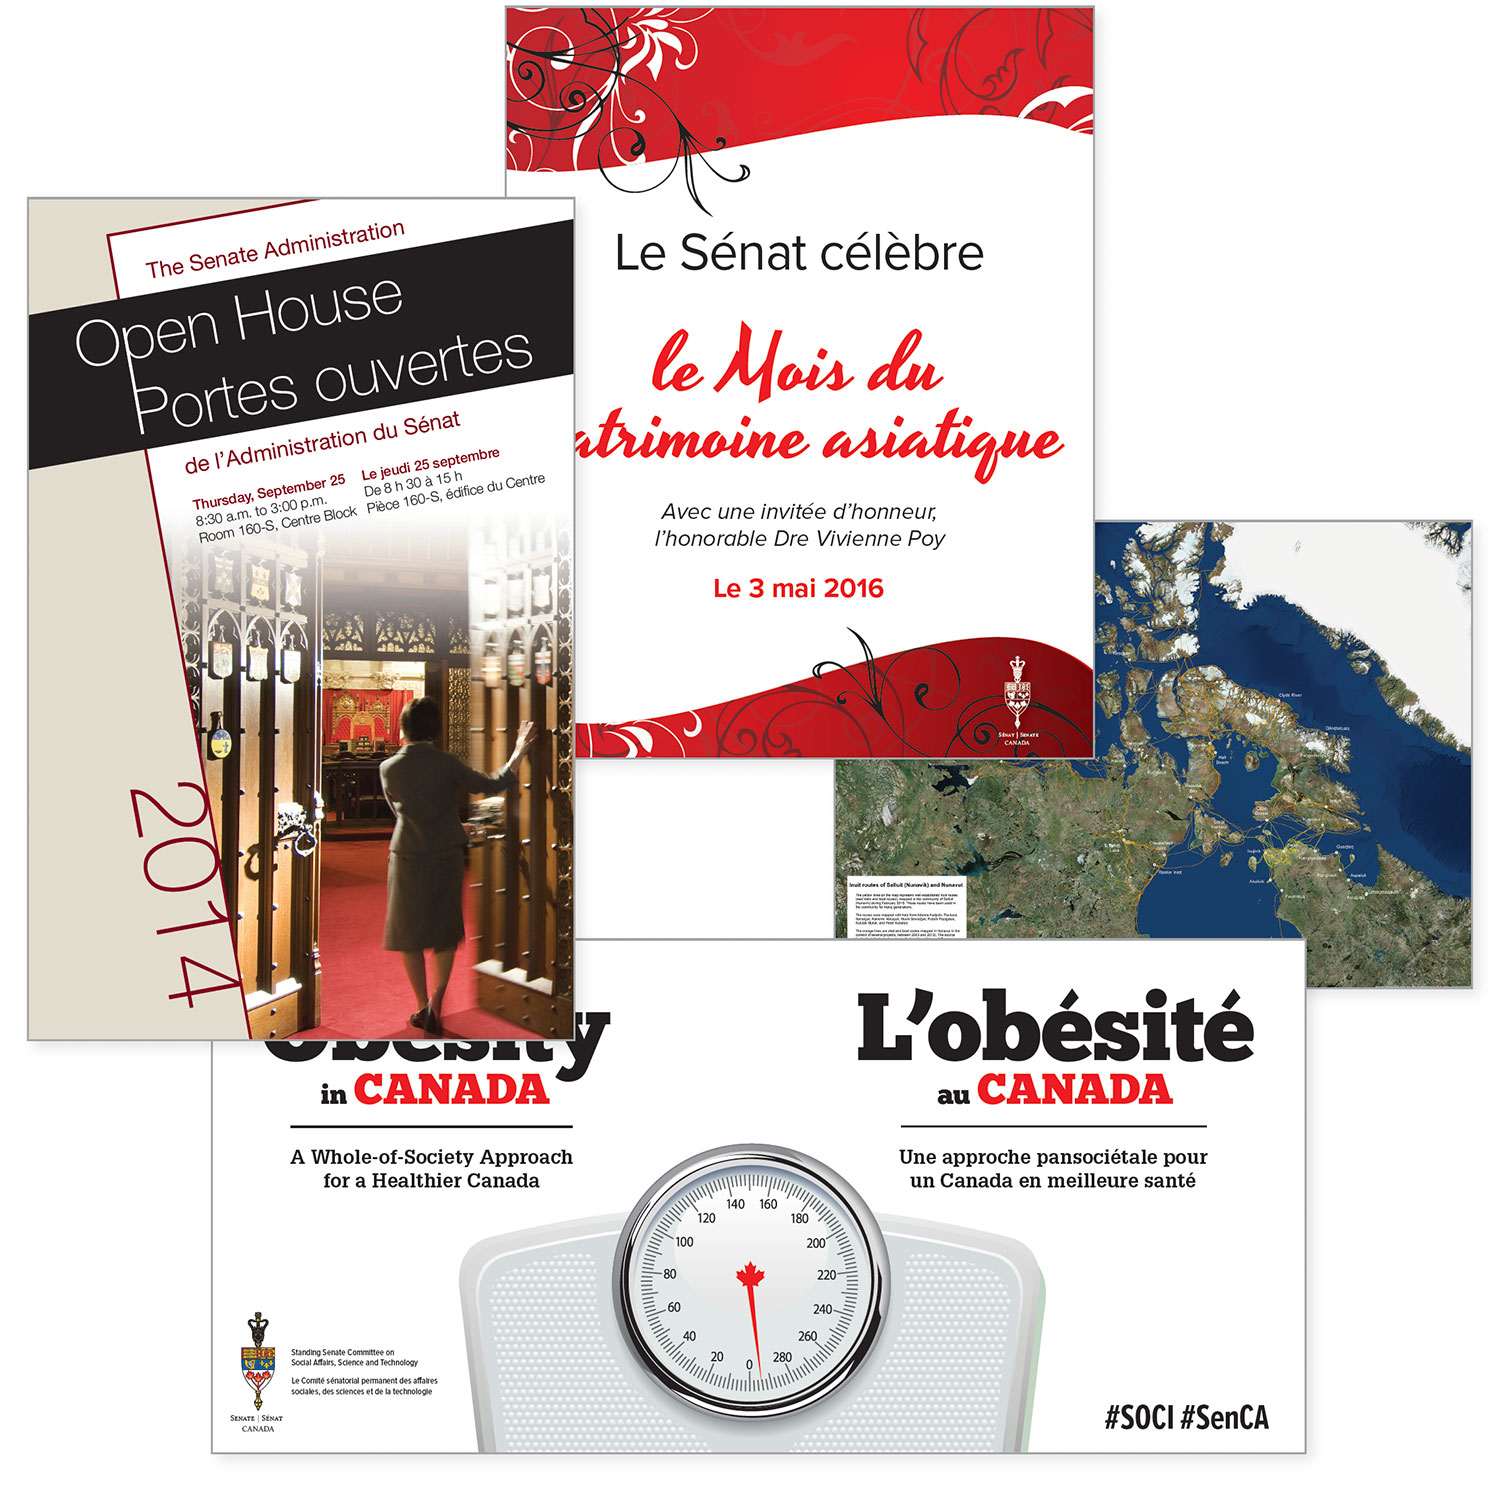 The Senate Administration
Open House
Portes ouvertes
de l'Administration du Sénat
Thursday, September 25
8:30 a.m. to 3:00 p.m.
Room 160-S, Centre Block
Le jeudi 25 septembre
De 8 h 30 à 15 h
Pièce 160-S, édifice du Centre
2014
Le Sénat célèbre
le Mois du
atrimoine asiatique
Avec une invitée d'honneur,
l'honorable Dre Vivienne Poy
Le 3 mai 2016
SÉNAT | SENATE
CANADA
Clyde River
Inuit routes of Salluit (Nunavik) and Nunavut
Obesity
in CANADA
A Whole-of-Society Approach
for a Healthier Canada
L'obésité
au CANADA
Une approche pansociétale pour
un Canada en meilleure santé
0
20
40
60
80
100
120
140
160
180
200
220
240
260
280
SENATE | SÉNAT
CANADA
Standing Senate Committee on
Social Affairs, Science and Technology
Le Comité sénatorial permanent des affaires
sociales, des sciences et de la technologie
#SOCI #SenCA